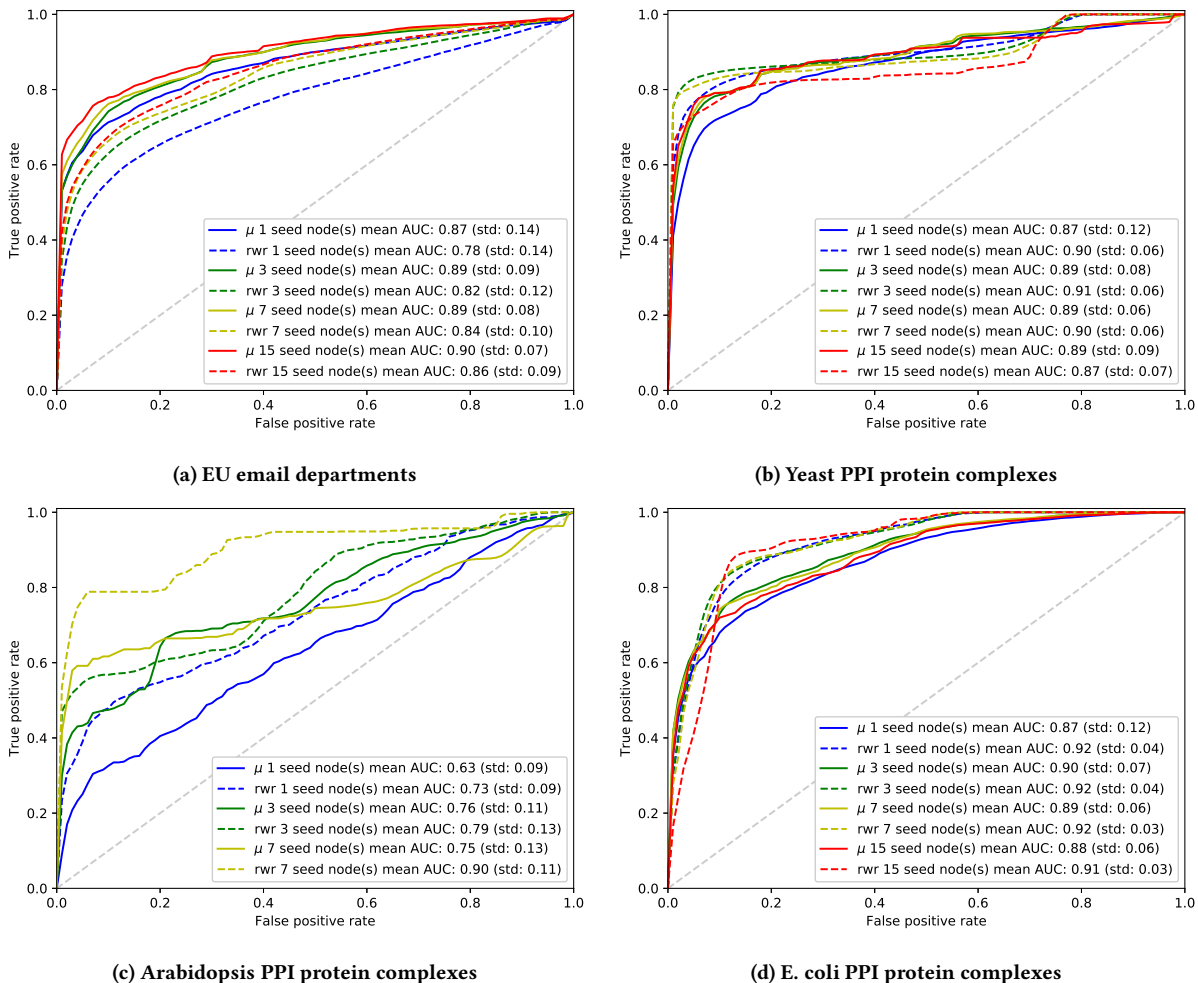 1.0
0.8
0.6
0.4
0.2
0.0
True positive rate
μ 1 seed node(s) mean AUC: 0.87 (std: 0.14)
rwr 1 seed node(s) mean AUC: 0.78 (std: 0.14)
μ 3 seed node(s) mean AUC: 0.89 (std: 0.09)
rwr 3 seed node(s) mean AUC: 0.82 (std: 0.12)
μ 7 seed node(s) mean AUC: 0.89 (std: 0.08)
rwr 7 seed node(s) mean AUC: 0.84 (std: 0.10)
μ 15 seed node(s) mean AUC: 0.90 (std: 0.07)
rwr 15 seed node(s) mean AUC: 0.86 (std: 0.09)
0.0 0.2 0.4 0.6 0.8 1.0
False positive rate
(a) EU email departments
1.0
0.8
0.6
0.4
0.2
0.0
True positive rate
μ 1 seed node(s) mean AUC: 0.87 (std: 0.12)
rwr 1 seed node(s) mean AUC: 0.90 (std: 0.06)
μ 3 seed node(s) mean AUC: 0.89 (std: 0.08)
rwr 3 seed node(s) mean AUC: 0.91 (std: 0.06)
μ 7 seed node(s) mean AUC: 0.89 (std: 0.06)
rwr 7 seed node(s) mean AUC: 0.90 (std: 0.06)
μ 15 seed node(s) mean AUC: 0.89 (std: 0.09)
rwr 15 seed node(s) mean AUC: 0.87 (std: 0.07)
0.0 0.2 0.4 0.6 0.8 1.0
False positive rate
(b) Yeast PPI protein complexes
1.0
0.8
0.6
0.4
0.2
0.0
True positive rate
μ 1 seed node(s) mean AUC: 0.63 (std: 0.09)
rwr 1 seed node(s) mean AUC: 0.73 (std: 0.09)
μ 3 seed node(s) mean AUC: 0.76 (std: 0.11)
rwr 3 seed node(s) mean AUC: 0.79 (std: 0.13)
μ 7 seed node(s) mean AUC: 0.75 (std: 0.13)
rwr 7 seed node(s) mean AUC: 0.90 (std: 0.11)
0.0 0.2 0.4 0.6 0.8 1.0
False positive rate
(c) Arabidopsis PPI protein complexes
1.0
0.8
0.6
0.4
0.2
0.0
True positive rate
μ 1 seed node(s) mean AUC: 0.87 (std: 0.12)
rwr 1 seed node(s) mean AUC: 0.92 (std: 0.04)
μ 3 seed node(s) mean AUC: 0.90 (std: 0.07)
rwr 3 seed node(s) mean AUC: 0.92 (std: 0.04)
μ 7 seed node(s) mean AUC: 0.89 (std: 0.06)
rwr 7 seed node(s) mean AUC: 0.92 (std: 0.03)
μ 15 seed node(s) mean AUC: 0.88 (std: 0.06)
rwr 15 seed node(s) mean AUC: 0.91 (std: 0.03)
0.0 0.2 0.4 0.6 0.8 1.0
False positive rate
(d) E. coli PPI protein complexes